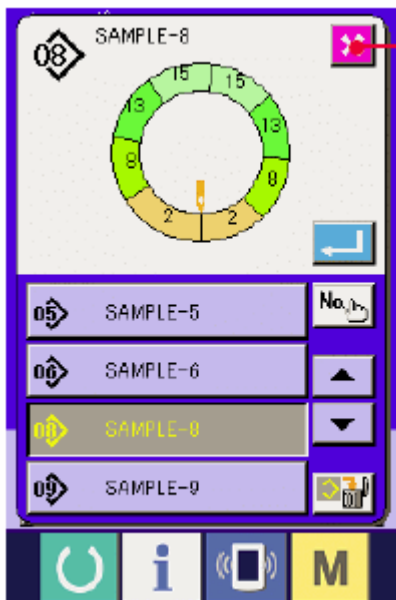 08 SAMPLE-8
15 15
13 13
8 8
2 2
05 SAMPLE-5
No.
06 SAMPLE-6
08 SAMPLE-8
09 SAMPLE-9
i M